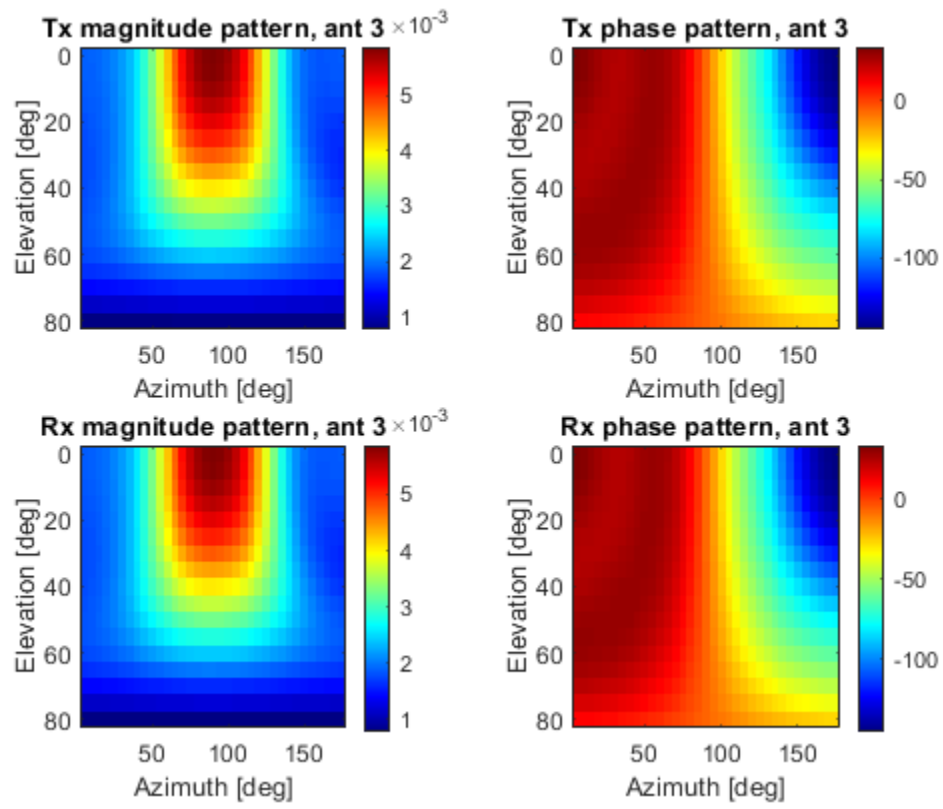 Tx magnitude pattern, ant 3 ×10-3
0
20
40
60
80
Elevation [deg]
50 100 150
Azimuth [deg]
5
4
3
2
1
Tx phase pattern, ant 3
0
20
40
60
80
Elevation [deg]
50 100 150
Azimuth [deg]
0
-50
-100
Rx magnitude pattern, ant 3 ×10-3
0
20
40
60
80
Elevation [deg]
50 100 150
Azimuth [deg]
5
4
3
2
1
Rx phase pattern, ant 3
0
20
40
60
80
Elevation [deg]
50 100 150
Azimuth [deg]
0
-50
-100